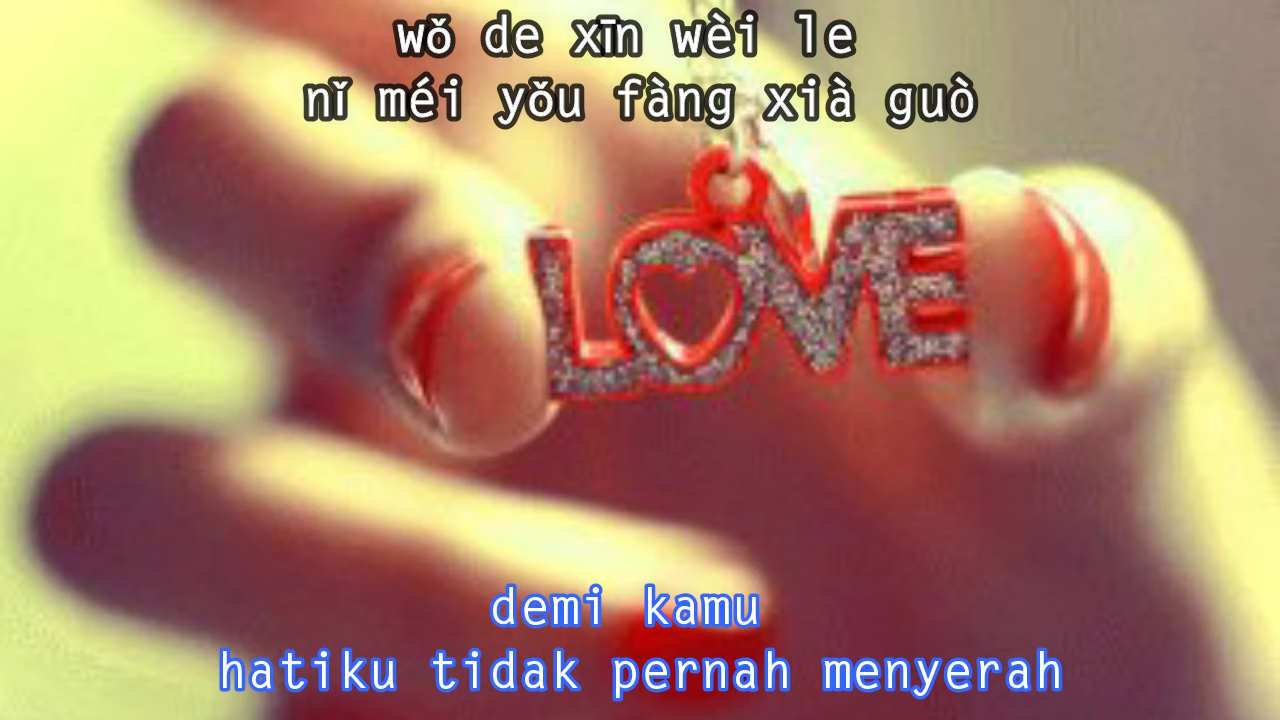 wǒ de xīn wèi le
nǐ méi yǒu fàng xià guò
LOVE
demi kamu
hatiku tidak pernah menyerah